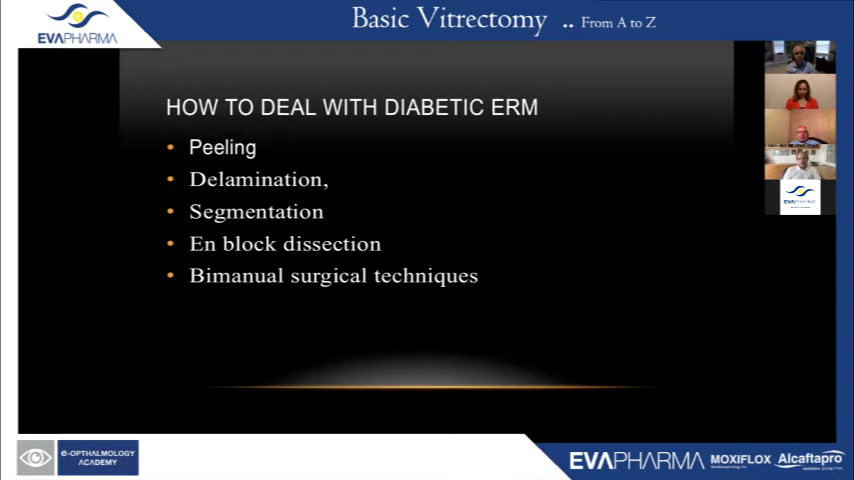 EVAPHARMA
Basic Vitrectomy .. From A to Z
HOW TO DEAL WITH DIABETIC ERM
• Peeling
• Delamination,
• Segmentation
• En block dissection
• Bimanual surgical techniques
EVAPHARMA
e-OPTHALMOLOGY
ACADEMY
EVAPHARMA MOXIFLOX Alcaftapro